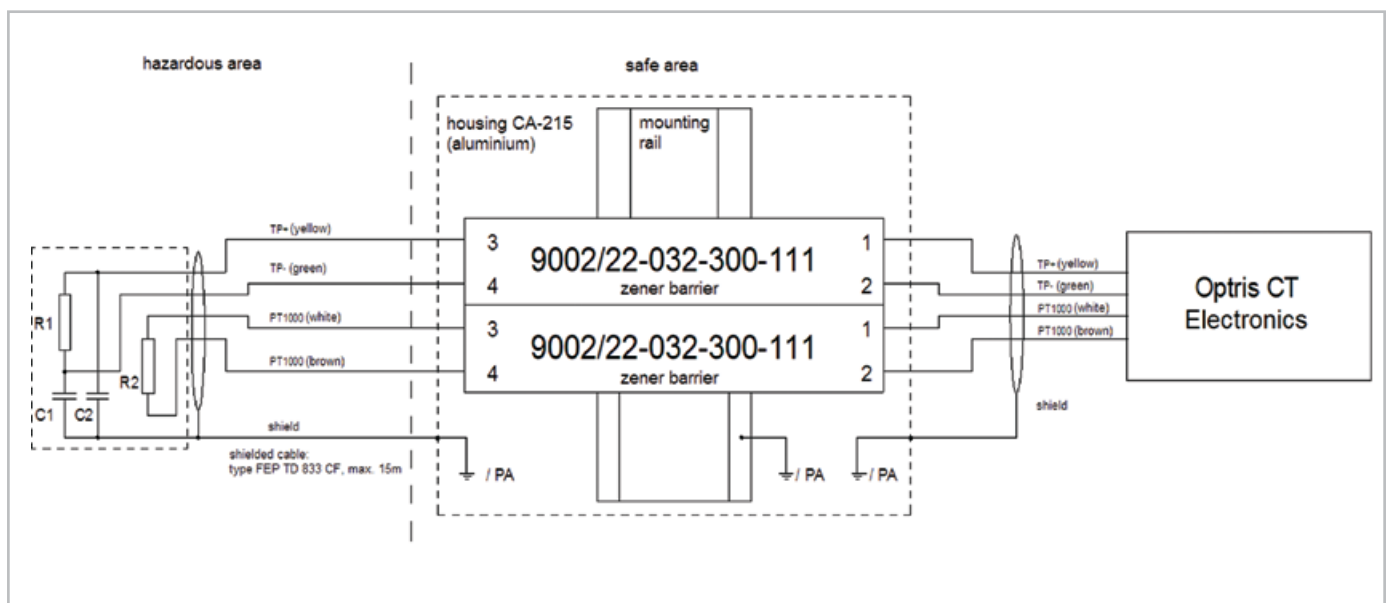 hazardous area
safe area
housing CA-215
(aluminium)
mounting
rail
TP+ (yellow)
TP- (green)
PT1000 (white)
PT1000 (brown)
R1
R2
C1
C2
shield
shielded cable:
type FEP TD 833 CF, max. 15m
3
9002/22-032-300-111
1
4
zener barrier
2
3
9002/22-032-300-111
1
4
zener barrier
2
/ PA
/ PA
/ PA
TP+ (yellow)
TP- (green)
PT1000 (white)
PT1000 (brown)
shield
Optris CT
Electronics